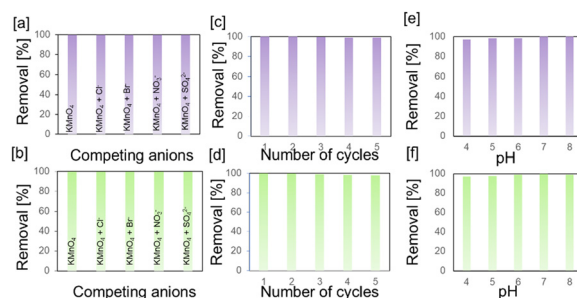 [a]
Removal [%]
100
80
60
40
20
0
KMnO₄
KMnO₄ + Cl⁻
KMnO₄ + Br⁻
KMnO₄ + NO₃⁻
KMnO₄ + SO₄²⁻
Competing anions
[c]
Removal [%]
100
80
60
40
20
0
1 2 3 4 5
Number of cycles
[e]
Removal [%]
100
80
60
40
20
0
4 5 6 7 8
pH
[b]
Removal [%]
100
80
60
40
20
0
KMnO₄
KMnO₄ + Cl⁻
KMnO₄ + Br⁻
KMnO₄ + NO₃⁻
KMnO₄ + SO₄²⁻
Competing anions
[d]
Removal [%]
100
80
60
40
20
0
1 2 3 4 5
Number of cycles
[f]
Removal [%]
100
80
60
40
20
0
4 5 6 7 8
pH